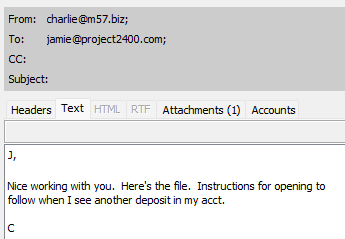 From: charlie@m57.biz;
To: jamie@project2400.com;
CC:
Subject:
Headers Text HTML RTF Attachments (1) Accounts
J,
Nice working with you.  Here's the file.  Instructions for opening to
follow when I see another deposit in my acct.
C